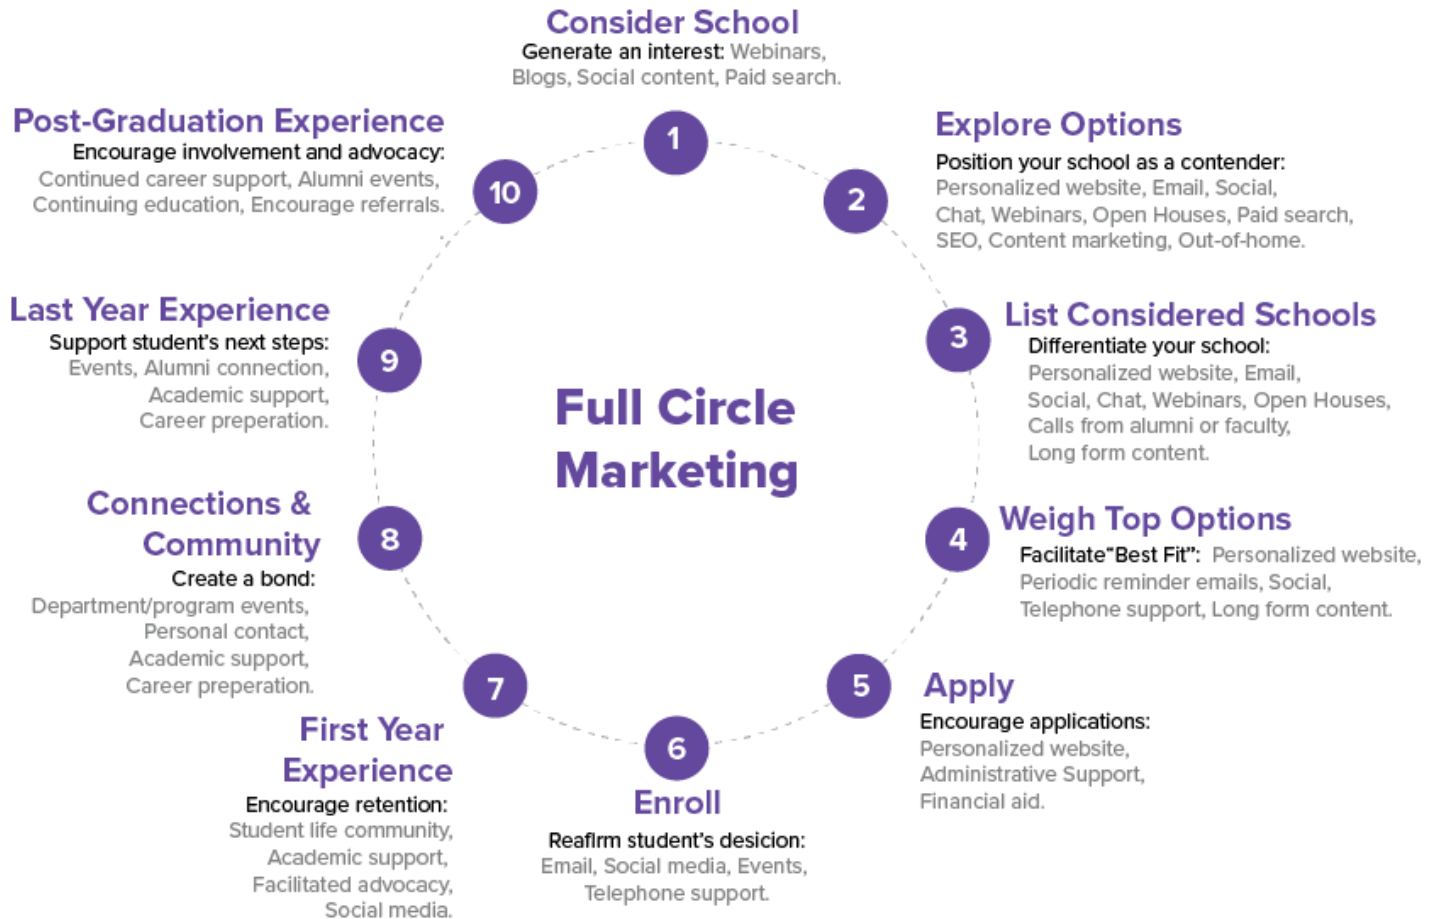 Consider School
Generate an interest: Webinars,
Blogs, Social content, Paid search.
1
Explore Options
Position your school as a contender:
Personalized website, Email, Social,
Chat, Webinars, Open Houses, Paid search,
SEO, Content marketing, Out-of-home.
2
List Considered Schools
Differentiate your school:
Personalized website, Email,
Social, Chat, Webinars, Open Houses,
Calls from alumni or faculty,
Long form content.
3
Weigh Top Options
Facilitate“Best Fit”: Personalized website,
Periodic reminder emails, Social,
Telephone support, Long form content.
4
Apply
Encourage applications:
Personalized website,
Administrative Support,
Financial aid.
5
6
Enroll
Reafirm student's desicion:
Email, Social media, Events,
Telephone support.
7
First Year
Experience
Encourage retention:
Student life community,
Academic support,
Facilitated advocacy,
Social media.
8
Connections &
Community
Create a bond:
Department/program events,
Personal contact,
Academic support,
Career preperation.
9
Last Year Experience
Support student's next steps:
Events, Alumni connection,
Academic support,
Career preperation.
10
Post-Graduation Experience
Encourage involvement and advocacy:
Continued career support, Alumni events,
Continuing education, Encourage referrals.
Full Circle
Marketing